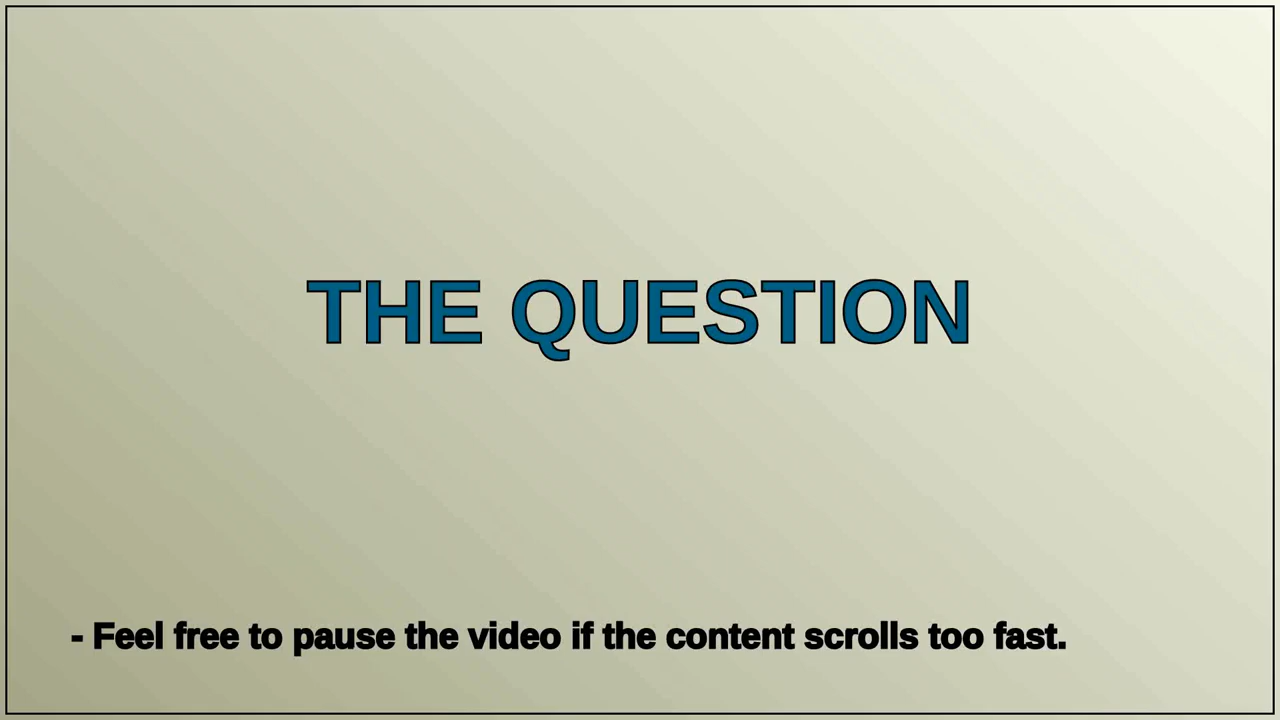 THE QUESTION
- Feel free to pause the video if the content scrolls too fast.